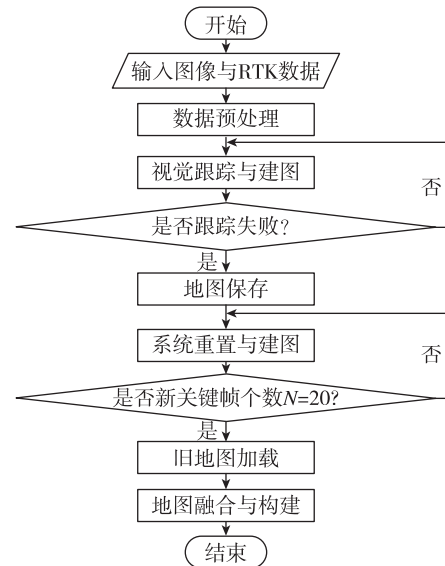 开始
输入图像与RTK数据
数据预处理
视觉跟踪与建图
否
是否跟踪失败?
是
地图保存
系统重置与建图
否
是否新关键帧个数N=20?
是
旧地图加载
地图融合与构建
结束